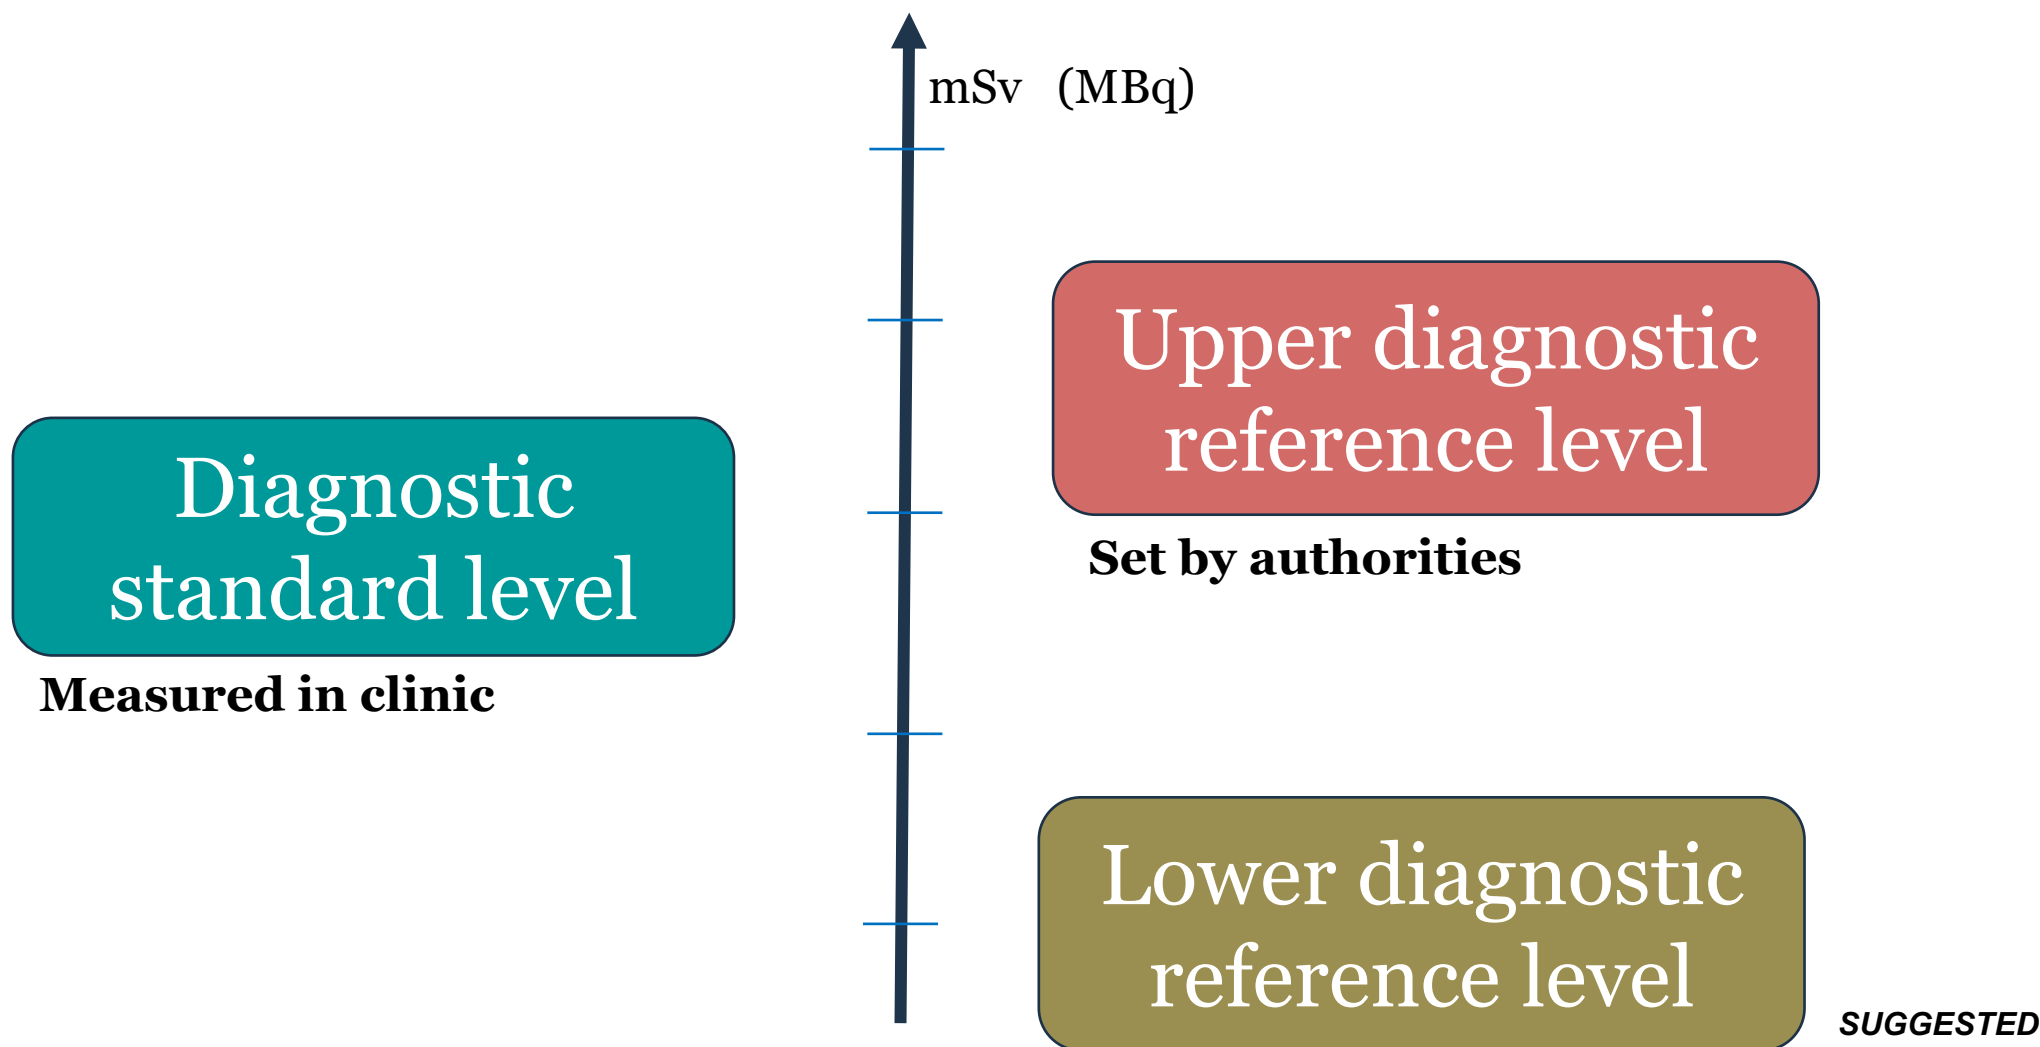 mSv (MBq)
Upper diagnostic
reference level
Set by authorities
Diagnostic
standard level
Measured in clinic
Lower diagnostic
reference level
SUGGESTED